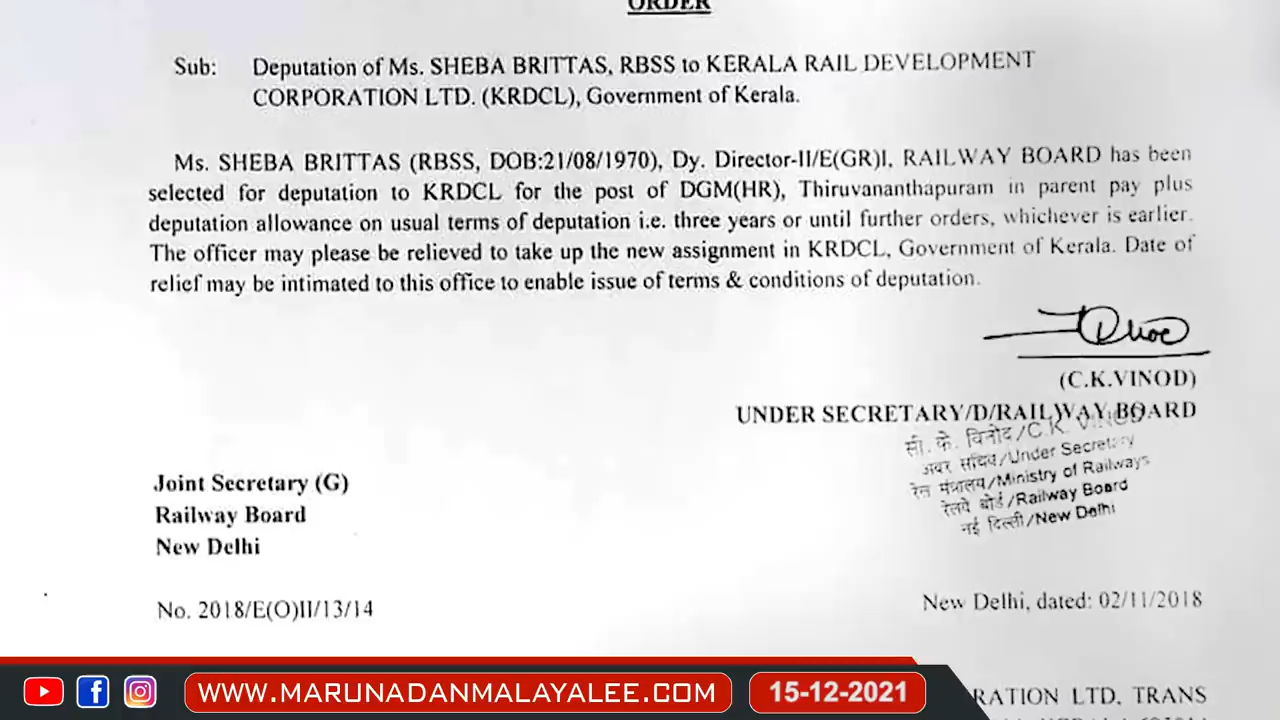 ORDER
Sub: Deputation of Ms. SHEBA BRITTAS, RBSS to KERALA RAIL DEVELOPMENT
CORPORATION LTD. (KRDCL), Government of Kerala.
Ms. SHEBA BRITTAS (RBSS, DOB:21/08/1970), Dy. Director-II/E(GR)I, RAILWAY BOARD has been
selected for deputation to KRDCL for the post of DGM(HR), Thiruvananthapuram in parent pay plus
deputation allowance on usual terms of deputation i.e. three years or until further orders, whichever is earlier.
The officer may please be relieved to take up the new assignment in KRDCL, Government of Kerala. Date of
relief may be intimated to this office to enable issue of terms & conditions of deputation.
(C.K.VINOD)
UNDER SECRETARY/D/RAILWAY BOARD
सी. के. विनोद/C.K. VINOD
अवर सचिव/Under Secretary
रेल मंत्रालय/Ministry of Railways
रेलवे बोर्ड/Railway Board
नई दिल्ली/New Delhi
Joint Secretary (G)
Railway Board
New Delhi
No. 2018/E(O)II/13/14
New Delhi, dated: 02/11/2018
WWW.MARUNADANMALAYALEE.COM
15-12-2021
LTD, TRANS